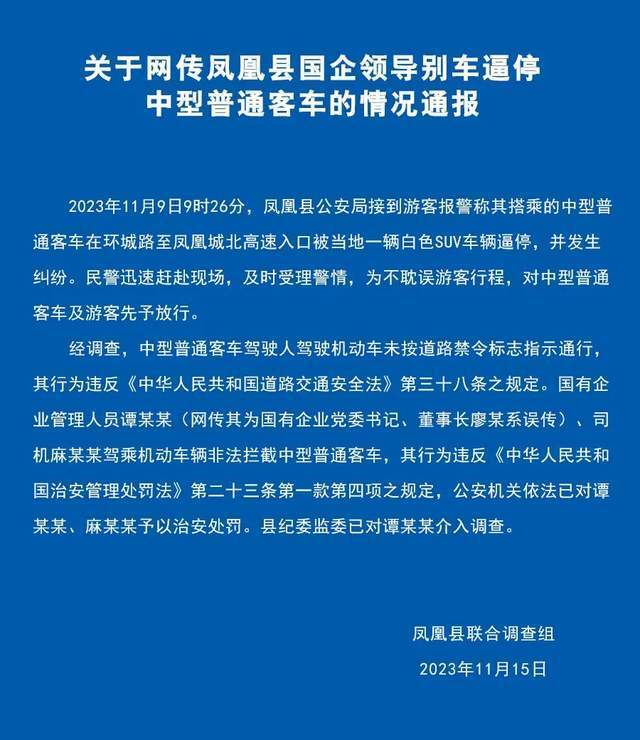 关于网传凤凰县国企领导别车逼停
中型普通客车的情况通报
2023年11月9日9时26分，凤凰县公安局接到游客报警称其搭乘的中型普
通客车在环城路至凤凰城北高速入口被当地一辆白色SUV车辆逼停，并发生
纠纷。民警迅速赶赴现场，及时受理警情，为不耽误游客行程，对中型普通
客车及游客先予放行。
经调查，中型普通客车驾驶人驾驶机动车未按道路禁令标志指示通行，
其行为违反《中华人民共和国道路交通安全法》第三十八条之规定。国有企
业管理人员谭某某（网传其为国有企业党委书记、董事长廖某系误传）、司
机麻某某驾乘机动车辆非法拦截中型普通客车，其行为违反《中华人民共和
国治安管理处罚法》第二十三条第一款第四项之规定，公安机关依法已对谭
某某、麻某某予以治安处罚。县纪委监委已对谭某某介入调查。
凤凰县联合调查组
2023年11月15日